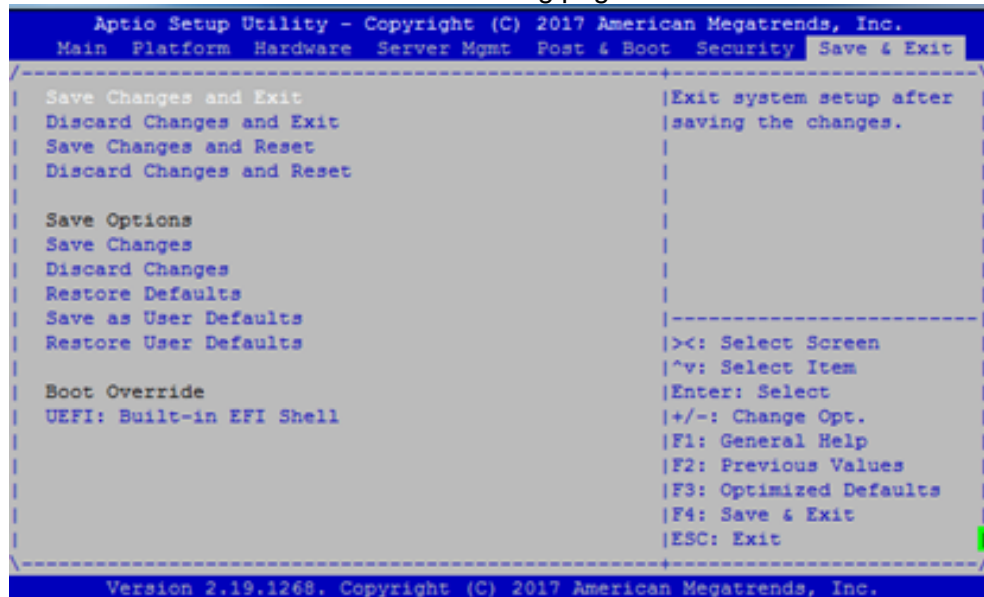 Aptio Setup Utility - Copyright (C) 2017 American Megatrends, Inc.
Main Platform Hardware Server Mgmt Post & Boot Security Save & Exit
Save Changes and Exit
Discard Changes and Exit
Save Changes and Reset
Discard Changes and Reset
Save Options
Save Changes
Discard Changes
Restore Defaults
Save as User Defaults
Restore User Defaults
Boot Override
UEFI: Built-in EFI Shell
Exit system setup after
saving the changes.
><: Select Screen
^v: Select Item
Enter: Select
+/-: Change Opt.
F1: General Help
F2: Previous Values
F3: Optimized Defaults
F4: Save & Exit
ESC: Exit
Version 2.19.1268. Copyright (C) 2017 American Megatrends, Inc.